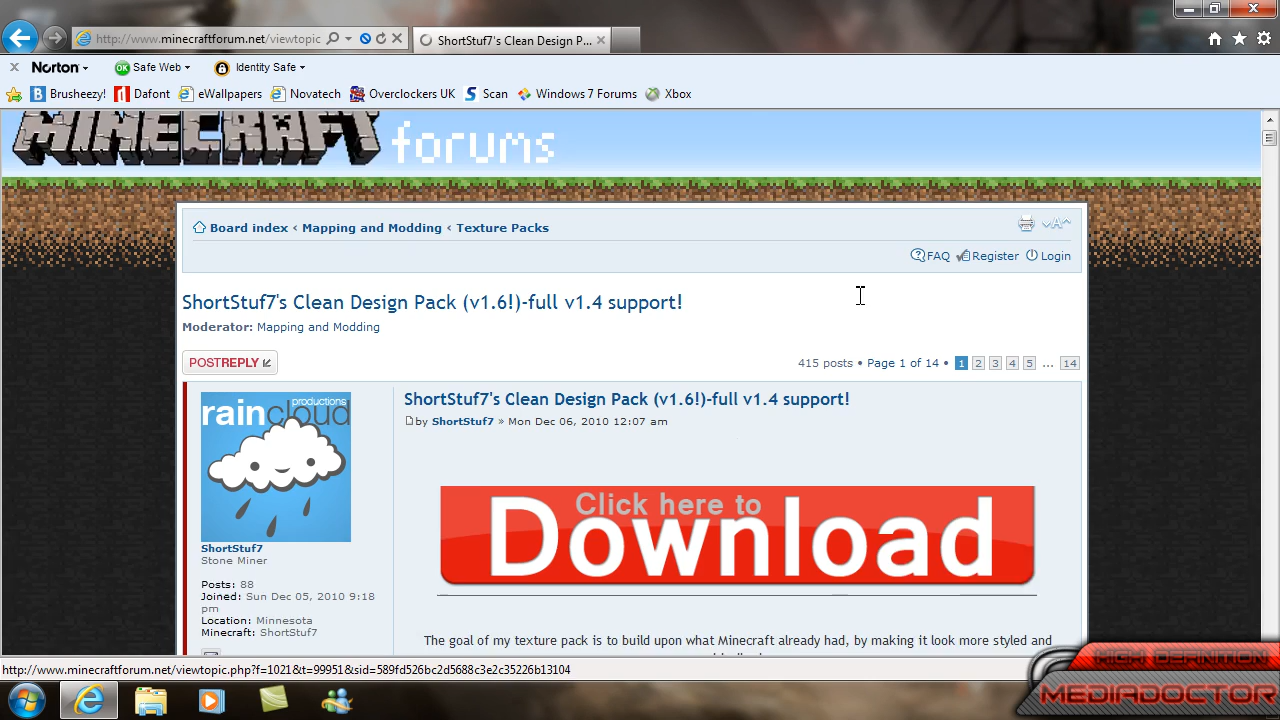 http://www.minecraftforum.net/viewtopic
ShortStuf7's Clean Design P...
Norton
OK Safe Web
Identity Safe
Brusheezy!
Dafont
eWallpapers
Novatech
Overclockers UK
Scan
Windows 7 Forums
Xbox
MINECRAFT forums
Board index ‹ Mapping and Modding ‹ Texture Packs
FAQ Register Login
ShortStuf7's Clean Design Pack (v1.6!)-full v1.4 support!
Moderator: Mapping and Modding
POSTREPLY
415 posts • Page 1 of 14 • 1 2 3 4 5 ... 14
raincloud
productions
ShortStuf7's Clean Design Pack (v1.6!)-full v1.4 support!
by ShortStuf7 » Mon Dec 06, 2010 12:07 am
Click here to
Download
ShortStuf7
Stone Miner
Posts: 88
Joined: Sun Dec 05, 2010 9:18
pm
Location: Minnesota
Minecraft: ShortStuf7
The goal of my texture pack is to build upon what Minecraft already had, by making it look more styled and
http://www.minecraftforum.net/viewtopic.php?f=1021&t=99951&sid=589fd526bc2d5688c3e2c35226b13104
HIGH DEFINITION
MEDIADOCTOR